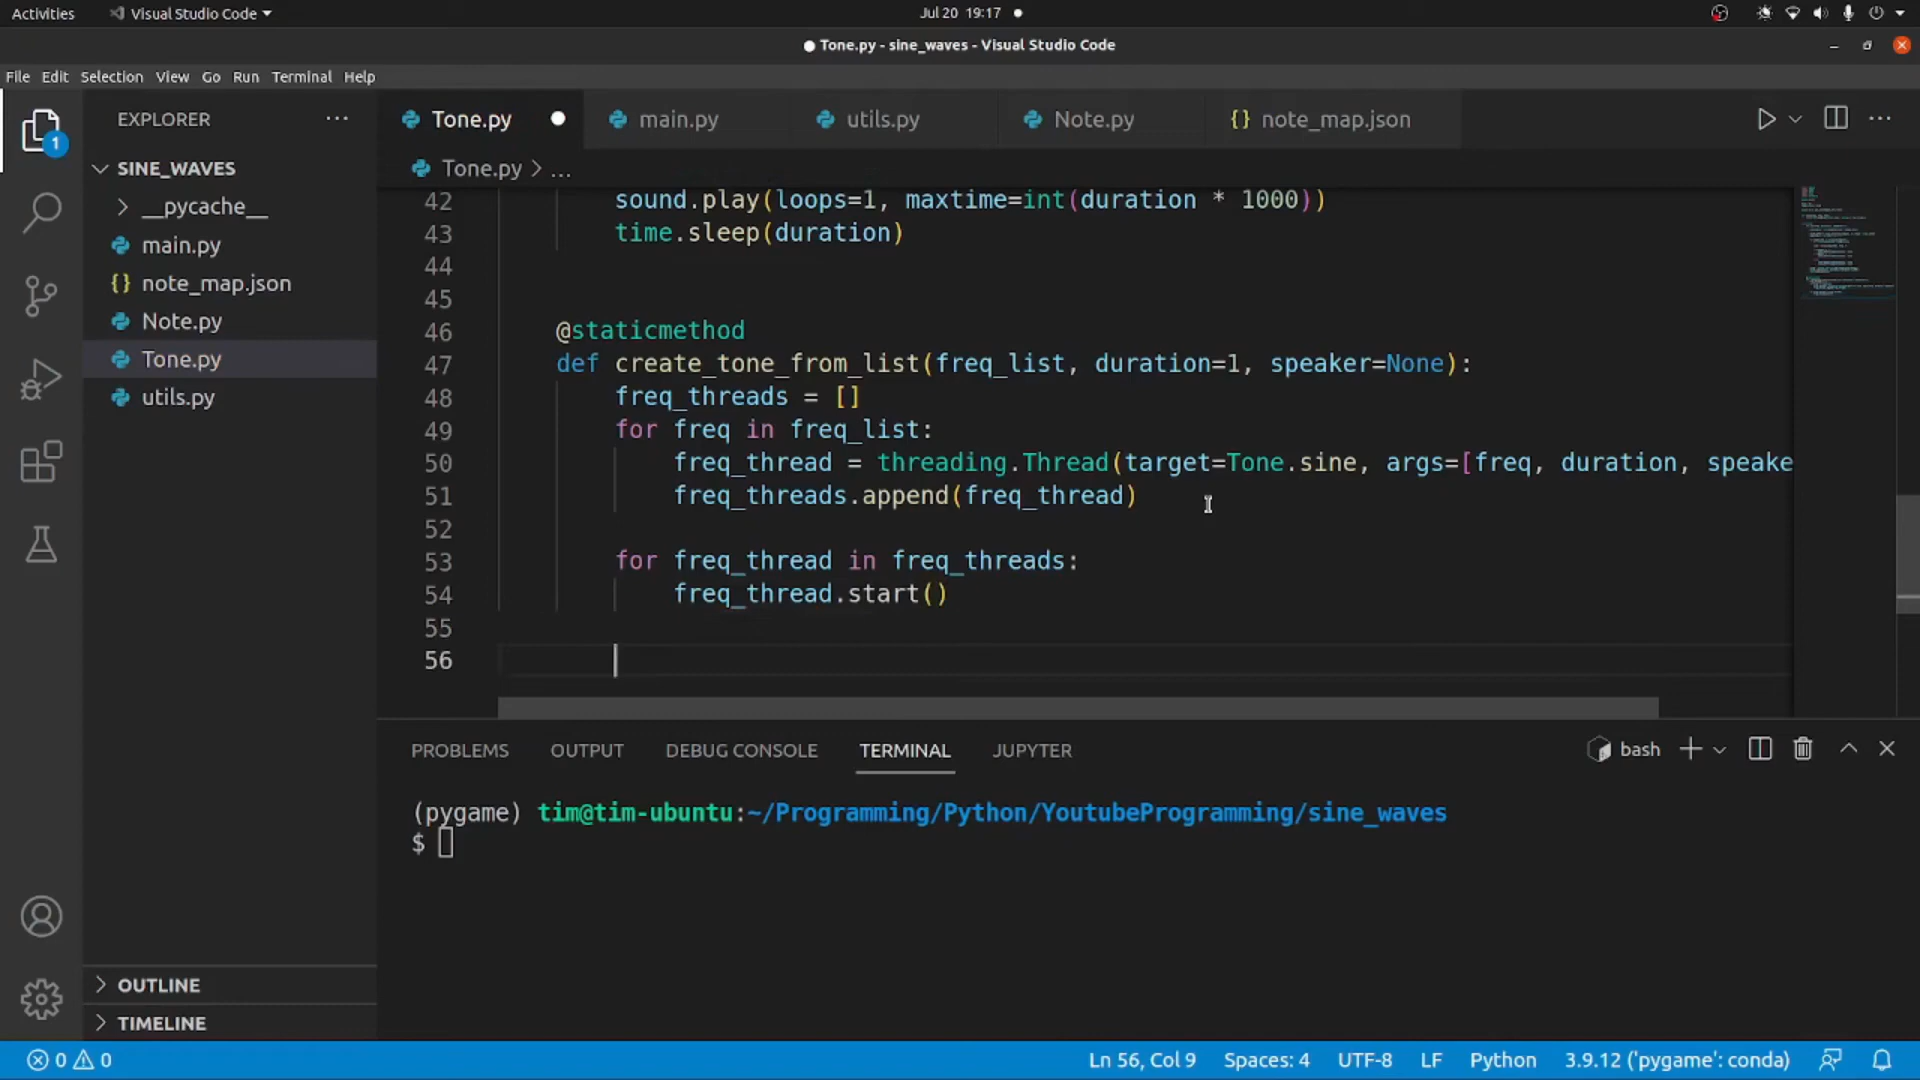 Activities
Visual Studio Code
Jul 20 19:17
Tone.py - sine_waves - Visual Studio Code
File Edit Selection View Go Run Terminal Help
EXPLORER
Tone.py
main.py
utils.py
Note.py
{} note_map.json
1
SINE_WAVES
__pycache__
main.py
{} note_map.json
Note.py
Tone.py
utils.py
OUTLINE
TIMELINE
Tone.py > ...
42 sound.play(loops=1, maxtime=int(duration * 1000))
43 time.sleep(duration)
44
45
46 @staticmethod
47 def create_tone_from_list(freq_list, duration=1, speaker=None):
48 freq_threads = []
49 for freq in freq_list:
50 freq_thread = threading.Thread(target=Tone.sine, args=[freq, duration, speake
51 freq_threads.append(freq_thread)
52
53 for freq_thread in freq_threads:
54 freq_thread.start()
55
56
PROBLEMS OUTPUT DEBUG CONSOLE TERMINAL JUPYTER
bash
(pygame) tim@tim-ubuntu:~/Programming/Python/YoutubeProgramming/sine_waves
$
0 0
Ln 56, Col 9 Spaces: 4 UTF-8 LF Python 3.9.12 ('pygame': conda)